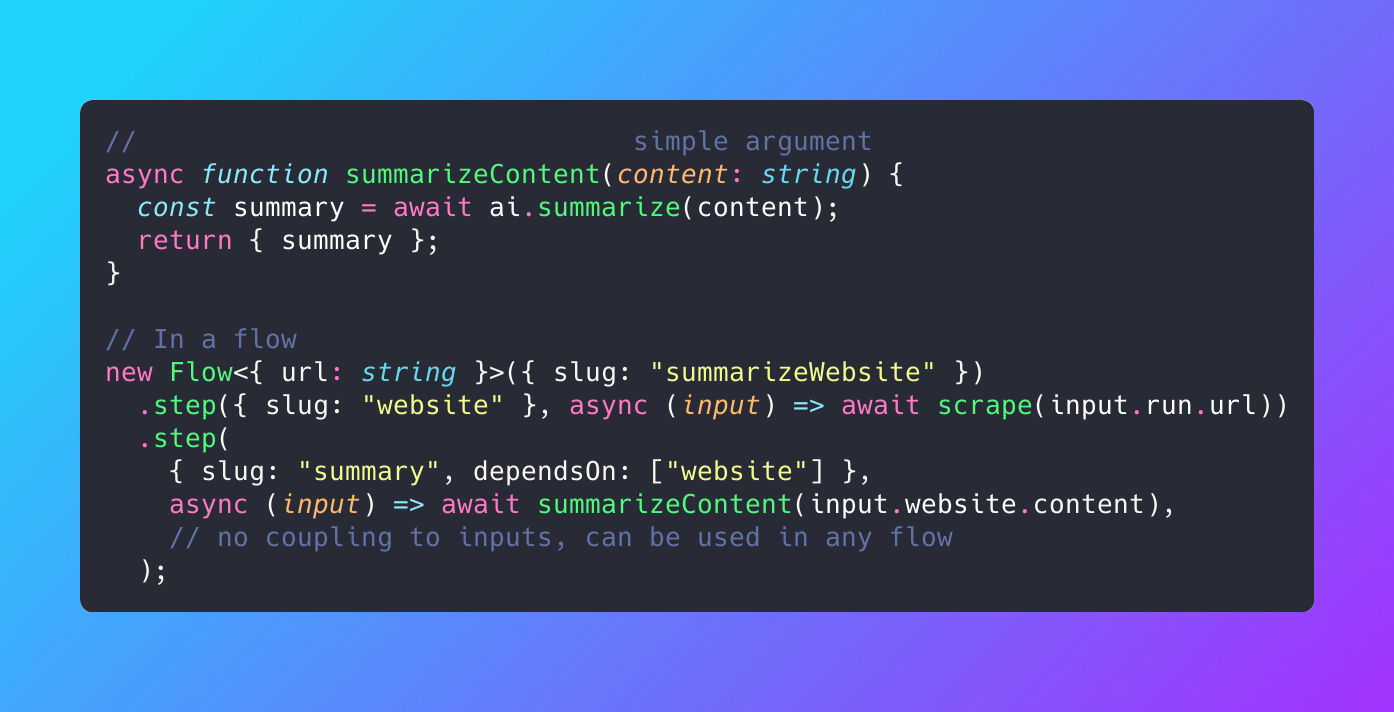 //                               simple argument
async function summarizeContent(content: string) {
  const summary = await ai.summarize(content);
  return { summary };
}

// In a flow
new Flow<{ url: string }>({ slug: "summarizeWebsite" })
  .step({ slug: "website" }, async (input) => await scrape(input.run.url))
  .step(
    { slug: "summary", dependsOn: ["website"] },
    async (input) => await summarizeContent(input.website.content),
    // no coupling to inputs, can be used in any flow
  );